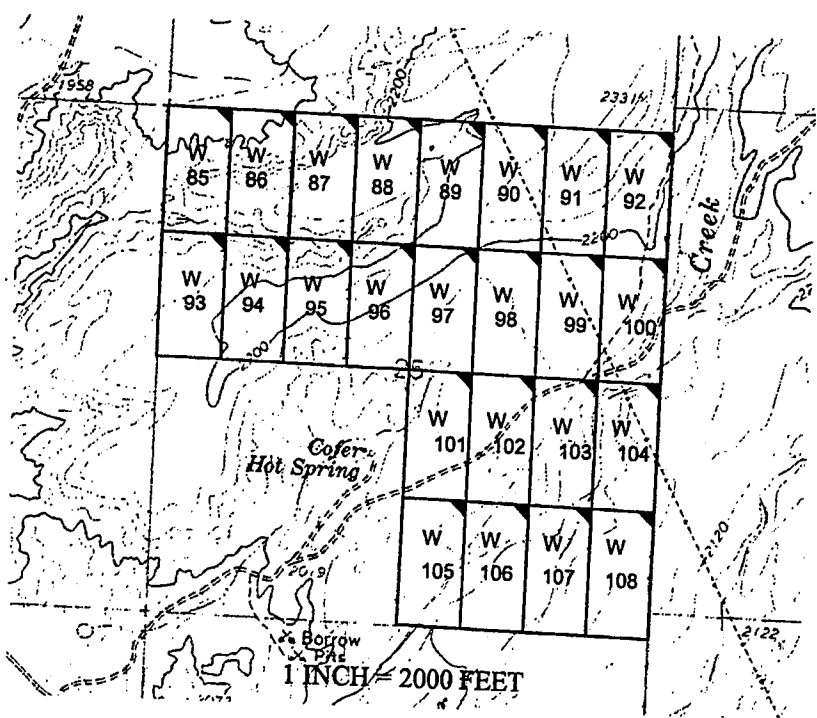 1958
2200
2331
W 85
W 86
W 87
W 88
W 89
W 90
W 91
W 92
2200
Creek
W 93
W 94
W 95
W 96
W 97
W 98
W 99
W 100
2200
W 101
W 102
W 103
W 104
Cofer
Hot Spring
W 105
W 106
W 107
W 108
2120
Borrow
Pits
2122
1 INCH = 2000 FEET